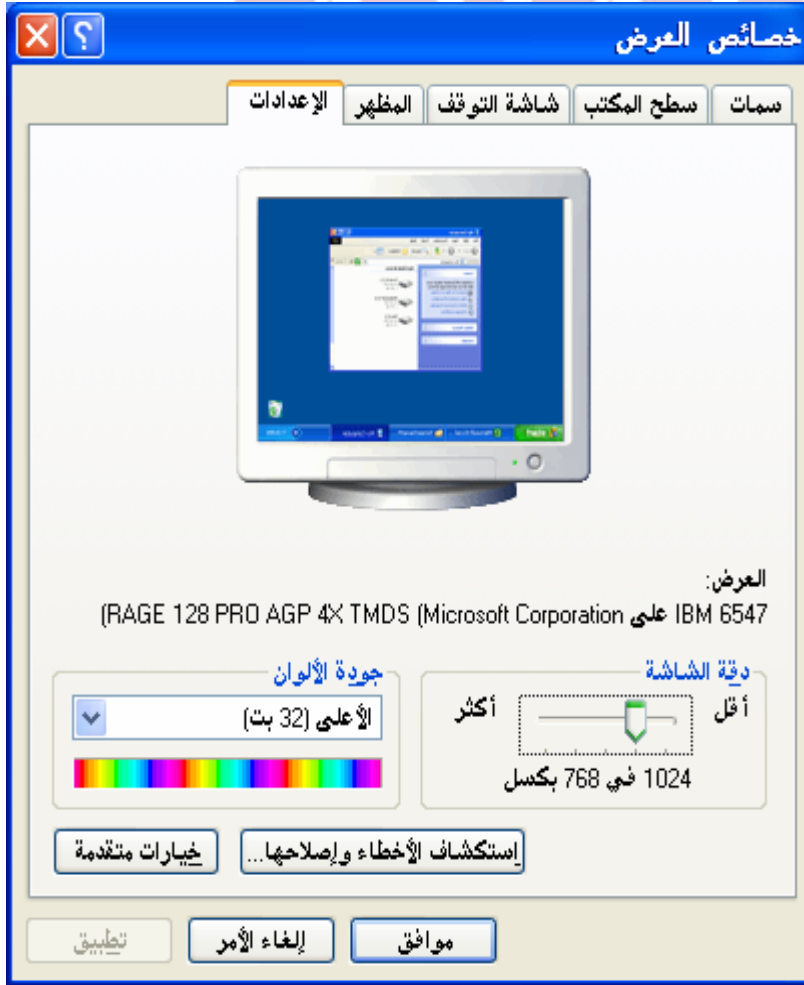 خصائص العرض
سمات سطح المكتب شاشة التوقف المظهر الإعدادات
العرض:
IBM 6547 على RAGE 128 PRO AGP 4X TMDS (Microsoft Corporation)
دقة الشاشة
أقل أكثر
1024 في 768 بكسل
جودة الألوان
الأعلى (32 بت)
إستكشاف الأخطاء وإصلاحها...
خيارات متقدمة
موافق إلغاء الأمر تطبيق